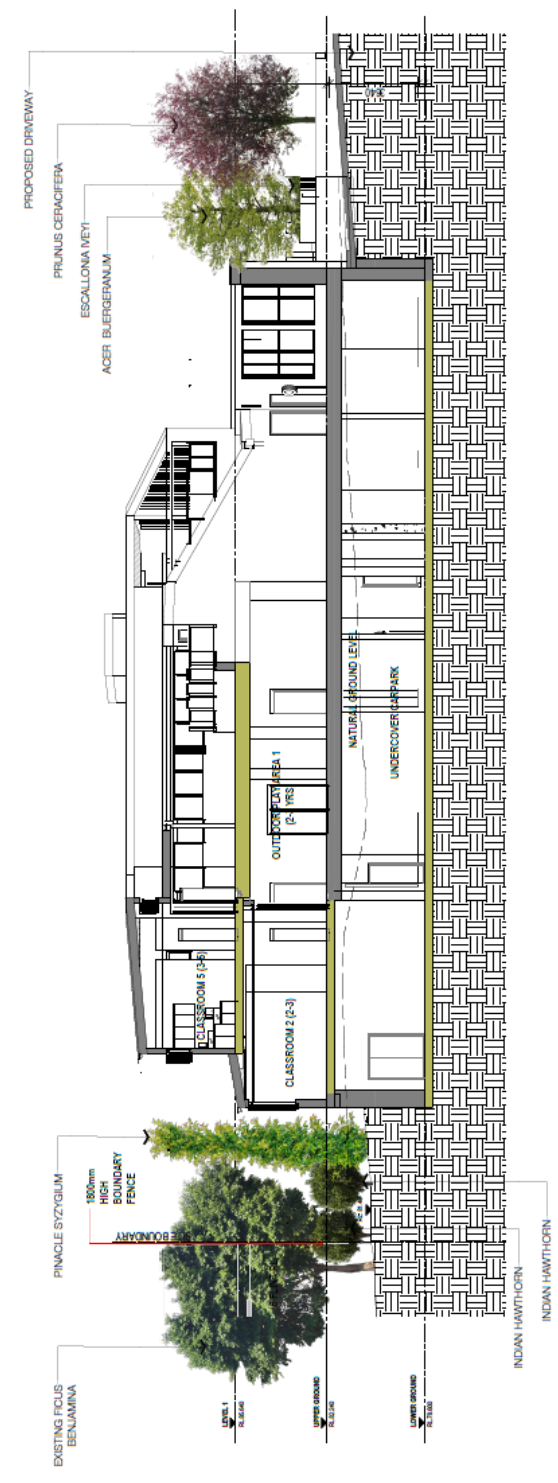 PROPOSED DRIVEWAY
PRUNUS CERACIFERA
ESCALLONIA IVEYI
ACER BUERGERANUM
NATURAL GROUND LEVEL
UNDERCOVER CARPARK
OUTDOOR PLAY AREA 1
CLASSROOM 5 (3-5)
CLASSROOM 2 (2-3)
PINACLE SYZYGIUM
1800mm
HIGH
BOUNDARY
FENCE
BOUNDARY
EXISTING FICUS
BENJAMINA
INDIAN HAWTHORN
INDIAN HAWTHORN
LEVEL 1
UPPER GROUND
LOWER GROUND